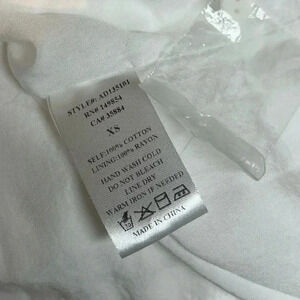 STYLE#: AD135101
RN# 149854
CA# 35884
XS
SELF:100% COTTON
LINING:100% RAYON
HAND WASH COLD
DO NOT BLEACH
LINE DRY
WARM IRON IF NEEDED
MADE IN CHINA